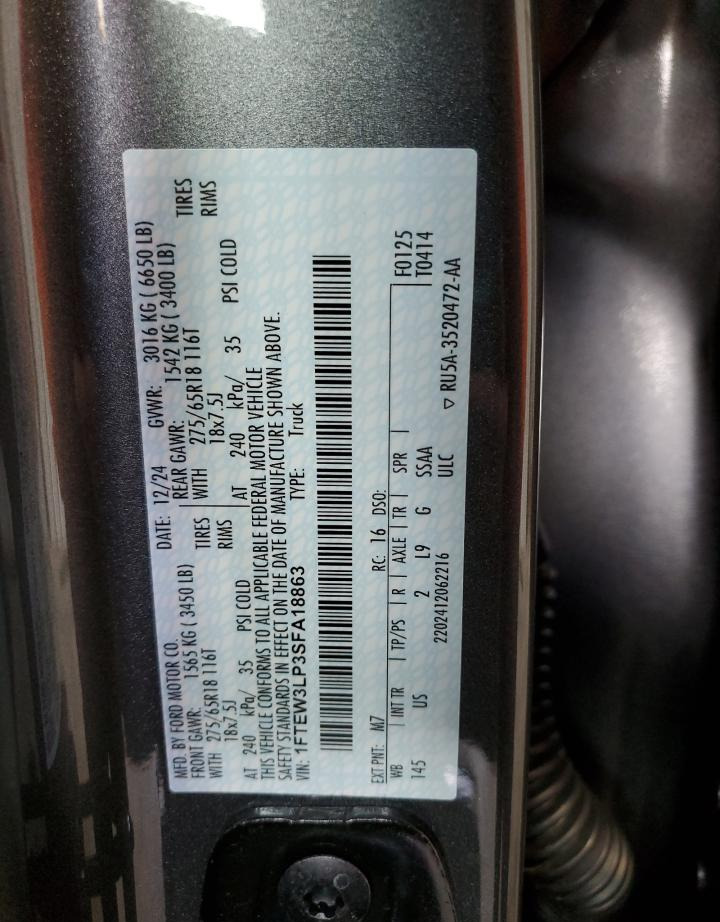 MFD. BY FORD MOTOR CO.
DATE: 12/24 GVWR: 3016 KG ( 6650 LB)
FRONT GAWR: 1565 KG ( 3450 LB)
REAR GAWR: 1542 KG ( 3400 LB)
WITH 275/65R18 116T TIRES
WITH 275/65R18 116T TIRES
18x7.5J RIMS
18x7.5J RIMS
AT 240 kPa/ 35 PSI COLD
AT 240 kPa/ 35 PSI COLD
THIS VEHICLE CONFORMS TO ALL APPLICABLE FEDERAL MOTOR VEHICLE
SAFETY STANDARDS IN EFFECT ON THE DATE OF MANUFACTURE SHOWN ABOVE.
VIN: 1FTEW3LP3SFA18863 TYPE: Truck
EXT PNT: M7 RC: 16 DSO: F0125
WB | INT TR | TP/PS | R | AXLE | TR | SPR | T0414
145 US 2 L9 G SSAA
ULC
2202412062216 ▽ RU5A-3520472-AA